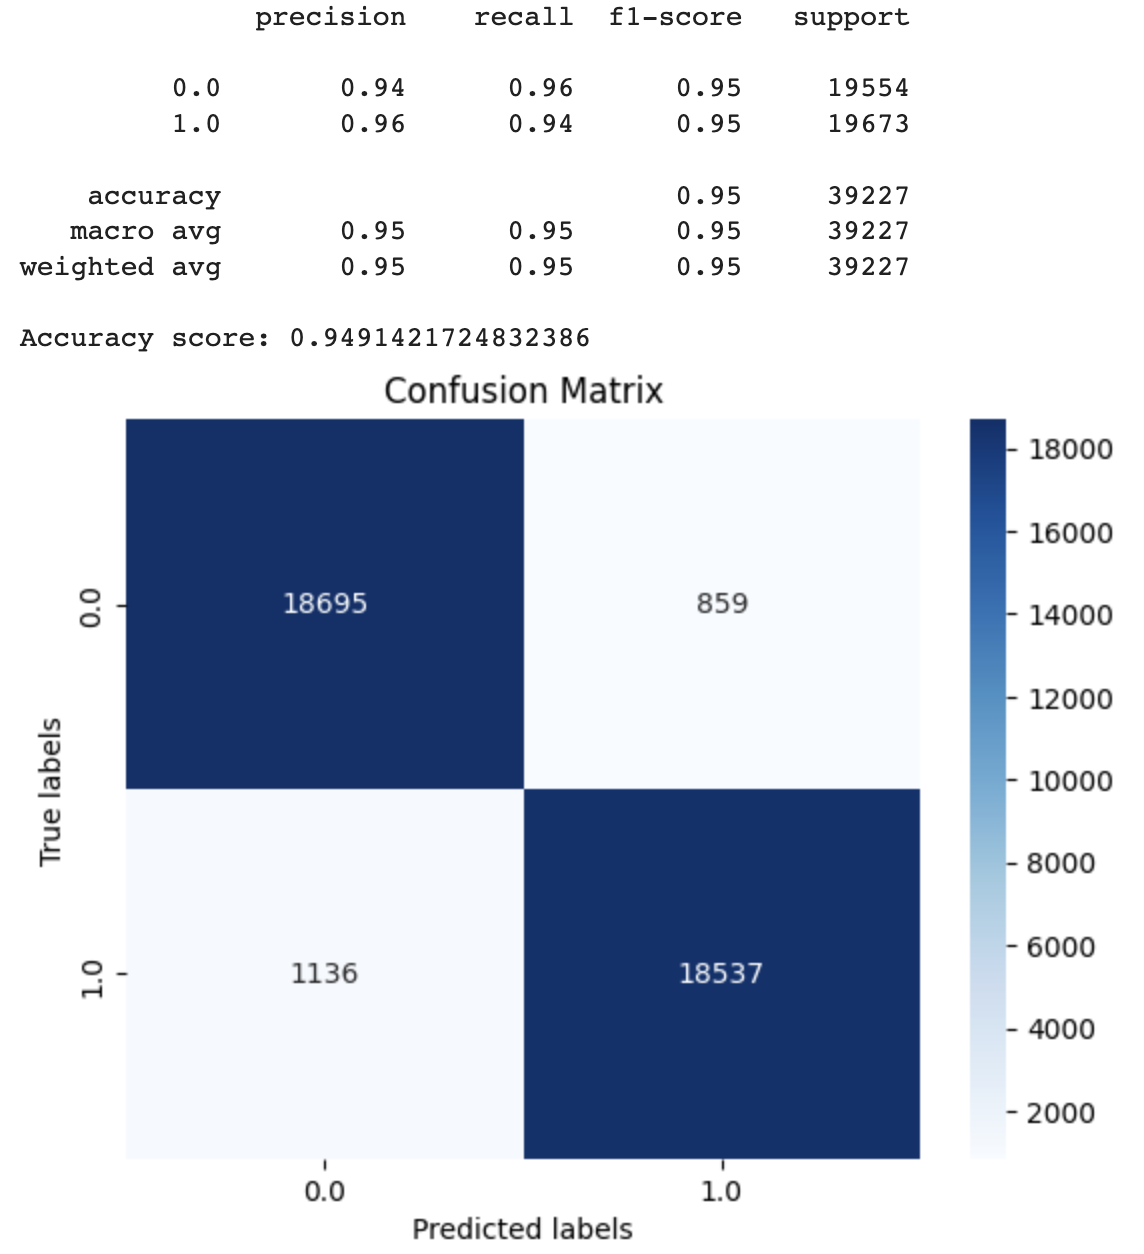 precision recall f1-score support
0.0 0.94 0.96 0.95 19554
1.0 0.96 0.94 0.95 19673
accuracy 0.95 39227
macro avg 0.95 0.95 0.95 39227
weighted avg 0.95 0.95 0.95 39227
Accuracy score: 0.9491421724832386
Confusion Matrix
18695 859
1136 18537
0.0
1.0
True labels
0.0 1.0
Predicted labels
18000
16000
14000
12000
10000
8000
6000
4000
2000